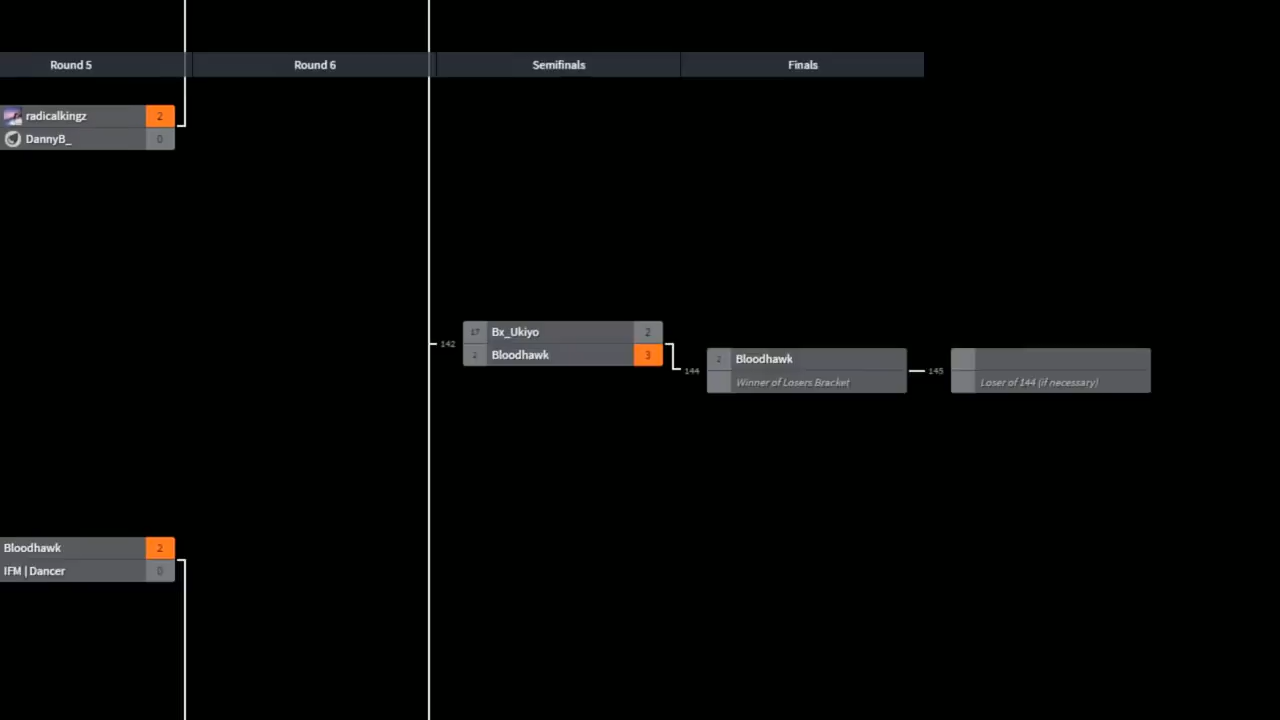 Round 5 Round 6 Semifinals Finals
radicalkingz 2
DannyB_ 0
17 Bx_Ukiyo 2
142
2 Bloodhawk 3
2 Bloodhawk
144 145
Winner of Losers Bracket Loser of 144 (if necessary)
Bloodhawk 2
IFM | Dancer 0